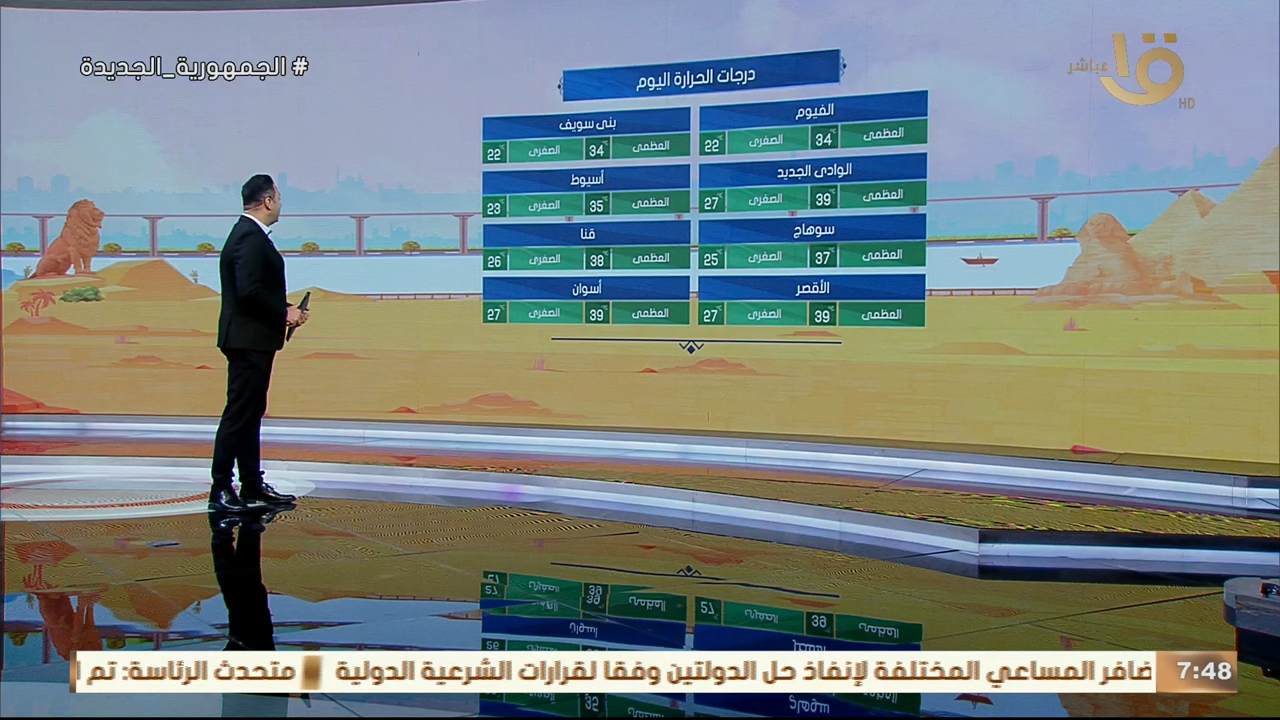 # الجمهورية_الجديدة
مباشر
HD
درجات الحرارة اليوم
الفيوم
العظمى 34 الصغرى 22
بنى سويف
العظمى 34 الصغرى 22
الوادى الجديد
العظمى 39 الصغرى 27
أسيوط
العظمى 35 الصغرى 23
سوهاج
العظمى 37 الصغرى 25
قنا
العظمى 38 الصغرى 26
الأقصر
العظمى 39 الصغرى 27
أسوان
العظمى 39 الصغرى 27
7:48
ضافر المساعي المختلفة لإنفاذ حل الدولتين وفقا لقرارات الشرعية الدولية متحدث الرئاسة: تم